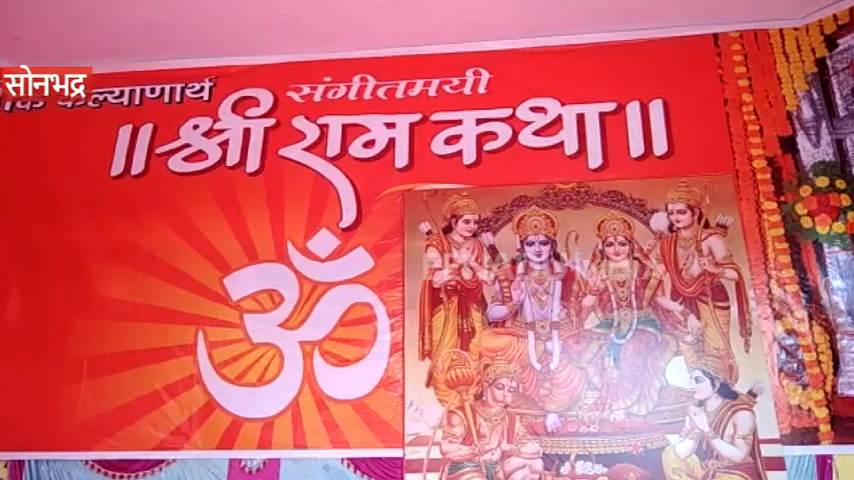 सोनभद्र
कल्याणार्थ
संगीतमयी
॥ श्री राम कथा ॥
ॐ